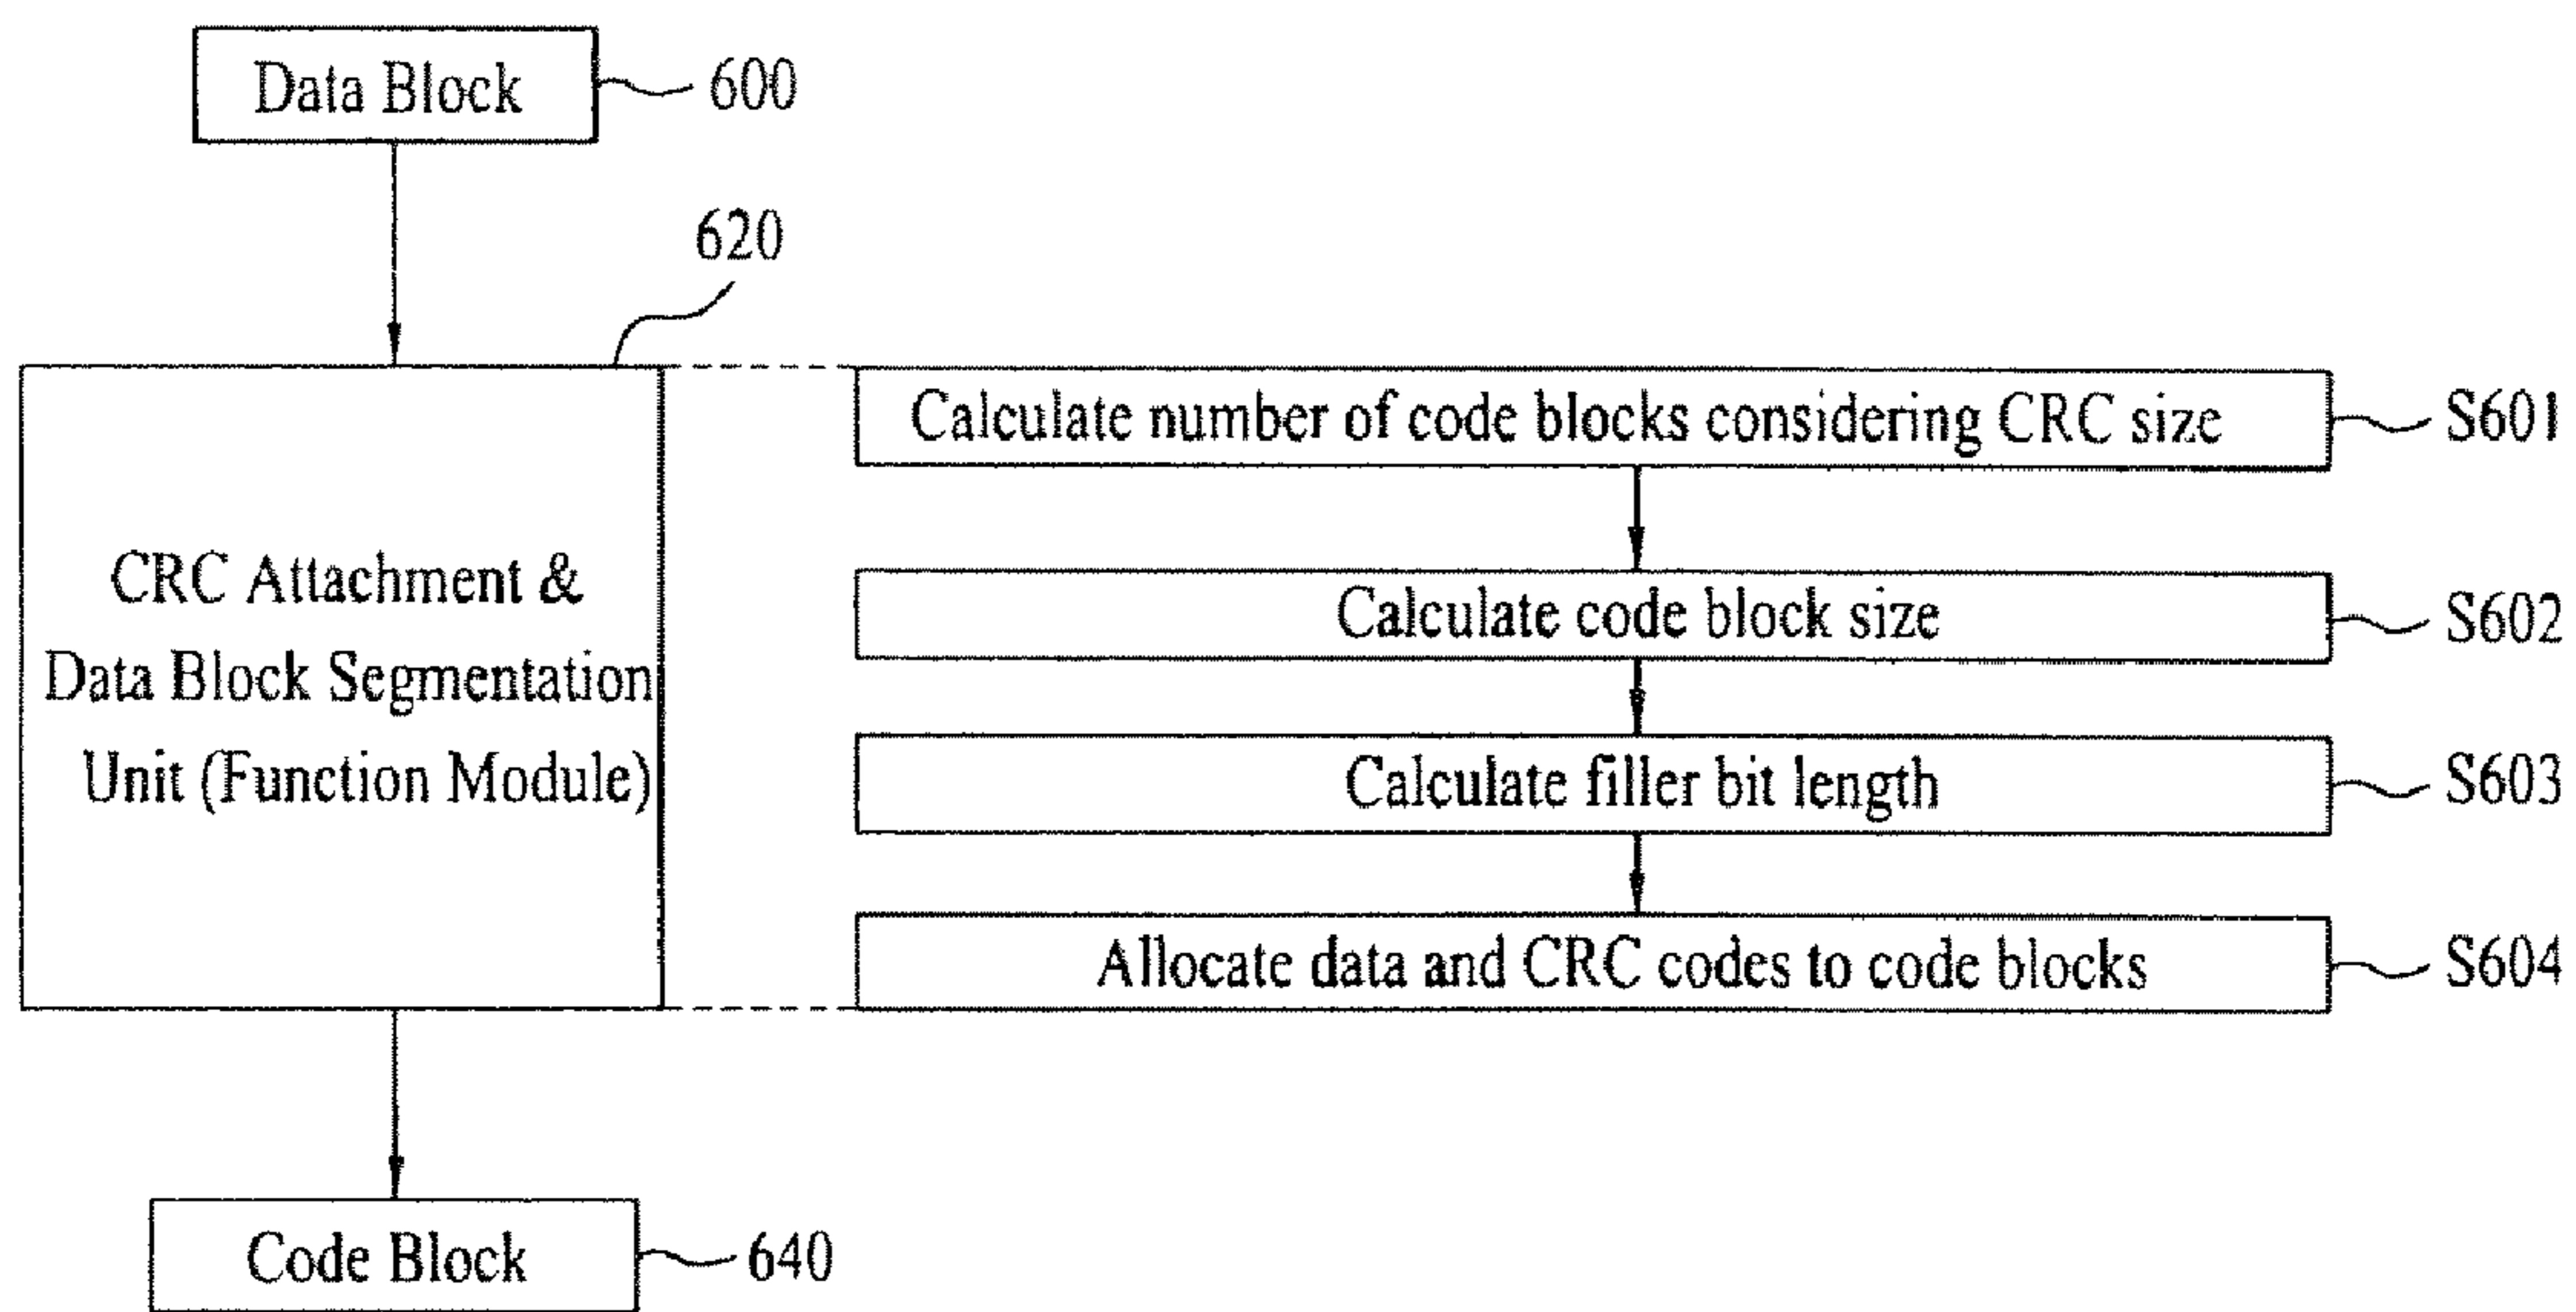 Data Block
600
620
CRC Attachment &
Data Block Segmentation
Unit (Function Module)
Calculate number of code blocks considering CRC size
S601
Calculate code block size
S602
Calculate filler bit length
S603
Allocate data and CRC codes to code blocks
S604
Code Block
640